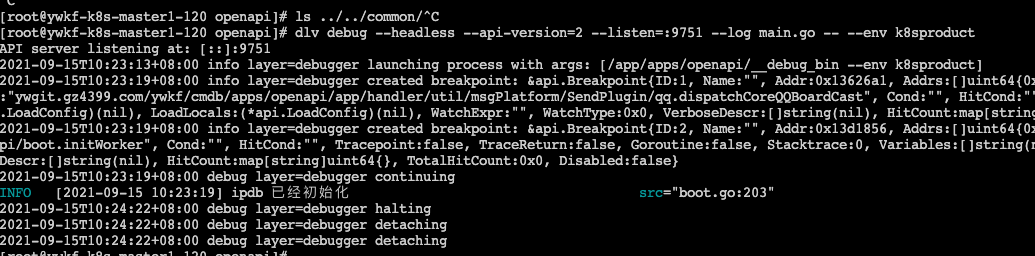 ^C
[root@ywkf-k8s-master1-120 openapi]# ls ../../common/^C
[root@ywkf-k8s-master1-120 openapi]# dlv debug --headless --api-version=2 --listen=:9751 --log main.go -- --env k8sproduct
API server listening at: [::]:9751
2021-09-15T10:23:13+08:00 info layer=debugger launching process with args: [/app/apps/openapi/__debug_bin --env k8sproduct]
2021-09-15T10:23:19+08:00 info layer=debugger created breakpoint: &api.Breakpoint{ID:1, Name:"", Addr:0x13626a1, Addrs:[]uint64{0x
:"ywgit.gz4399.com/ywkf/cmdb/apps/openapi/app/handler/util/msgPlatform/SendPlugin/qq.dispatchCoreQQBoardCast", Cond:"", HitCond:""
.LoadConfig)(nil), LoadLocals:(*api.LoadConfig)(nil), WatchExpr:"", WatchType:0x0, VerboseDescr:[]string(nil), HitCount:map[string
2021-09-15T10:23:19+08:00 info layer=debugger created breakpoint: &api.Breakpoint{ID:2, Name:"", Addr:0x13d1856, Addrs:[]uint64{0x
pi/boot.initWorker", Cond:"", HitCond:"", Tracepoint:false, TraceReturn:false, Goroutine:false, Stacktrace:0, Variables:[]string(n
Descr:[]string(nil), HitCount:map[string]uint64{}, TotalHitCount:0x0, Disabled:false}
2021-09-15T10:23:19+08:00 debug layer=debugger continuing
INFO [2021-09-15 10:23:19] ipdb 已经初始化 src="boot.go:203"
2021-09-15T10:24:22+08:00 debug layer=debugger halting
2021-09-15T10:24:22+08:00 debug layer=debugger detaching
2021-09-15T10:24:22+08:00 debug layer=debugger detaching
[root@ywkf-k8s-master1-120 openapi]#